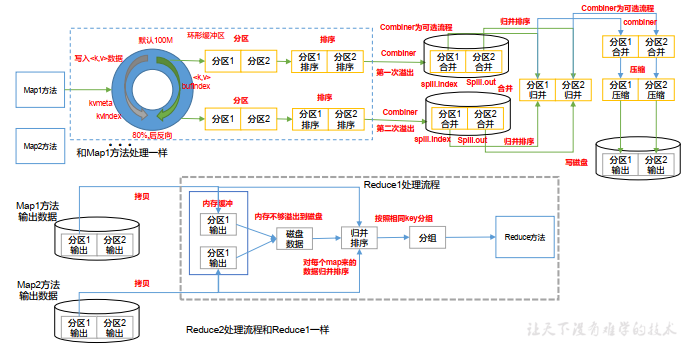 Combiner为可选流程
Combiner为可选流程
默认100M
环形缓冲区
分区
排序
归并排序
combiner
写入<k,v>数据
分区1
分区2
分区1
排序
分区2
排序
Combiner
第一次溢出
分区1
合并
分区2
合并
分区1
合并
分区2
合并
<k,v>
bufindex
spill.index
Spill.out
压缩
Map1方法
kvmeta
kvindex
合并
分区1
归并
分区2
归并
分区1
压缩
分区2
压缩
分区
排序
Combiner
第二次溢出
分区1
分区2
分区1
排序
分区2
排序
分区1
合并
分区2
合并
80%,后反向
spill.index
Spill.out
归并排序
Map2方法
写磁盘
和Map1方法处理一样
分区1
输出
分区2
输出
Reduce1处理流程
Map1方法
输出数据
拷贝
内存缓冲
分区1
输出
分区2
输出
分区1
输出
内存不够溢出到磁盘
磁盘
数据
归并
排序
按照相同key分组
分组
Reduce方法
分区1
输出
对每个map来的
数据归并排序
Map2方法
输出数据
拷贝
分区1
输出
分区2
输出
Reduce2处理流程和Reduce1一样
让天下没有难学的技术